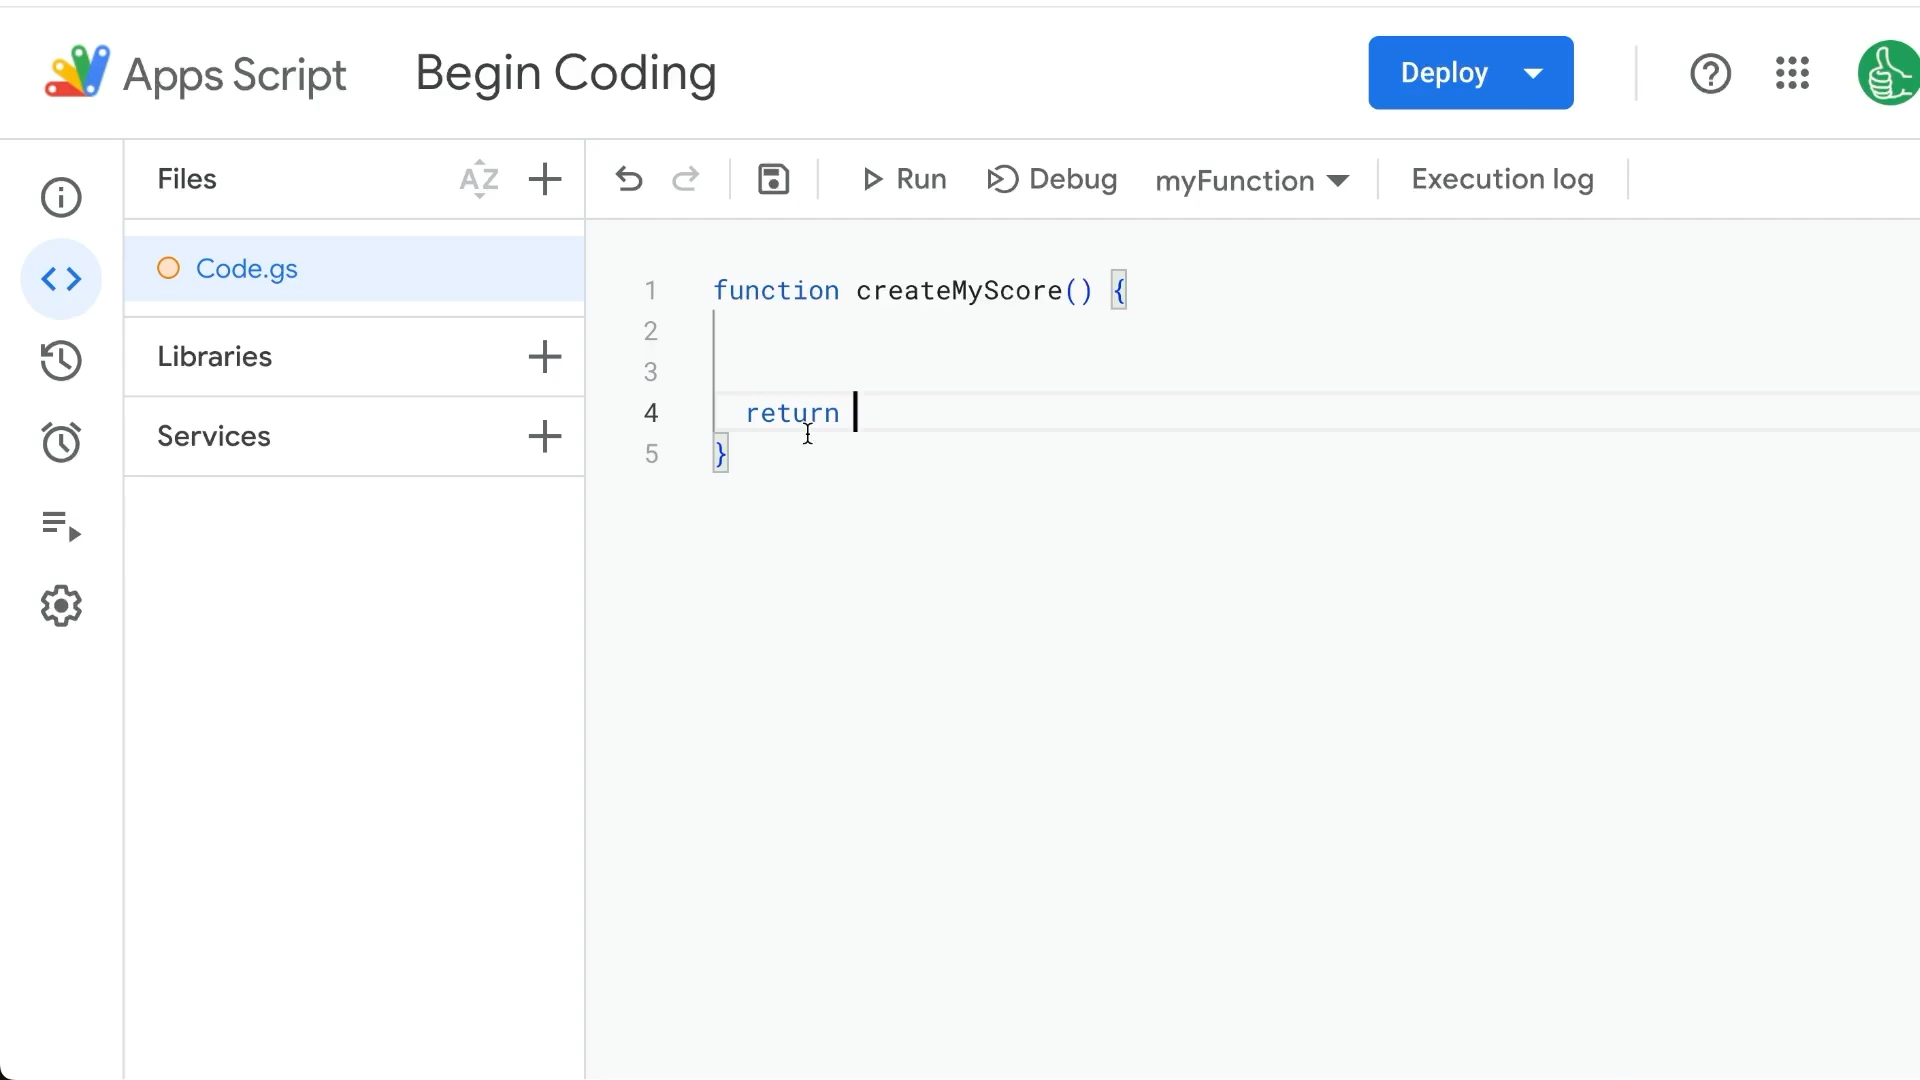 Apps Script
Begin Coding
Deploy
Files
AZ
Run
Debug
myFunction
Execution log
Code.gs
Libraries
Services
1 function createMyScore() {
2
3
4 return
5 }